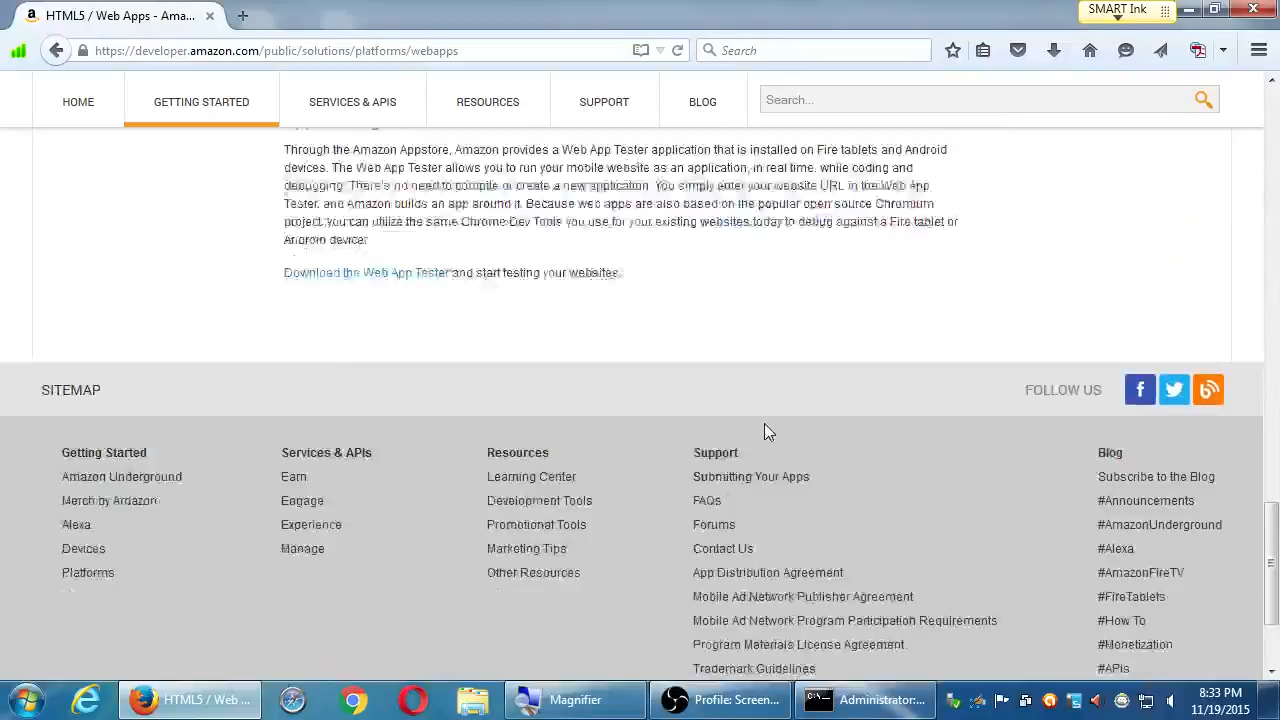 HTML5 / Web Apps - Ama...
SMART Ink
https://developer.amazon.com/public/solutions/platforms/webapps
Search
HOME
GETTING STARTED
SERVICES & APIS
RESOURCES
SUPPORT
BLOG
Search...
Through the Amazon Appstore, Amazon provides a Web App Tester application that is installed on Fire tablets and Android
devices. The Web App Tester allows you to run your mobile website as an application, in real time, while coding and
debugging. There's no need to compile or create a new application. You simply enter your website URL in the Web App
Tester, and Amazon builds an app around it. Because web apps are also based on the popular open source Chromium
project, you can utilize the same Chrome Dev Tools you use for your existing websites today to debug against a Fire tablet or
Android device.
Download the Web App Tester and start testing your websites.
SITEMAP
FOLLOW US
Getting Started
Amazon Underground
Merch by Amazon
Alexa
Devices
Platforms
Services & APIs
Earn
Engage
Experience
Manage
Resources
Learning Center
Development Tools
Promotional Tools
Marketing Tips
Other Resources
Support
Submitting Your Apps
FAQs
Forums
Contact Us
App Distribution Agreement
Mobile Ad Network Publisher Agreement
Mobile Ad Network Program Participation Requirements
Program Materials License Agreement
Trademark Guidelines
Blog
Subscribe to the Blog
#Announcements
#AmazonUnderground
#Alexa
#AmazonFireTV
#FireTablets
#How To
#Monetization
#APIs
HTML5 / Web ...
Magnifier
Profile: Screen...
Administrator:...
8:33 PM
11/19/2015